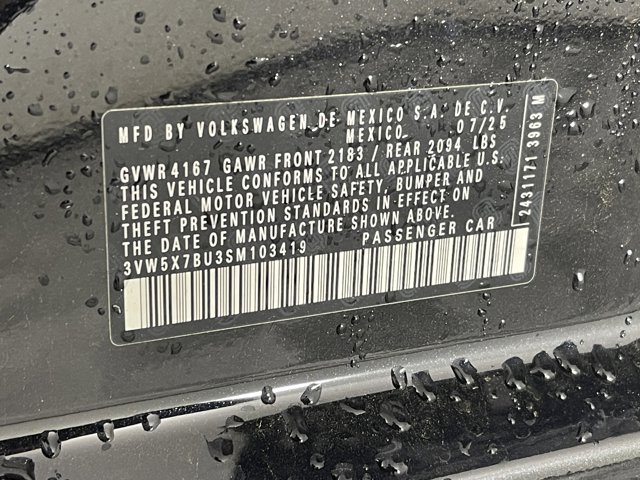 MFD BY VOLKSWAGEN DE MEXICO S.A. DE C.V.
MEXICO 07/25
GVWR 4167 GAWR FRONT 2183 / REAR 2094 LBS
THIS VEHICLE CONFORMS TO ALL APPLICABLE U.S.
FEDERAL MOTOR VEHICLE SAFETY, BUMPER AND
THEFT PREVENTION STANDARDS IN EFFECT ON
THE DATE OF MANUFACTURE SHOWN ABOVE.
3VW5X7BU3SM103419 PASSENGER CAR
2431171 3963 M